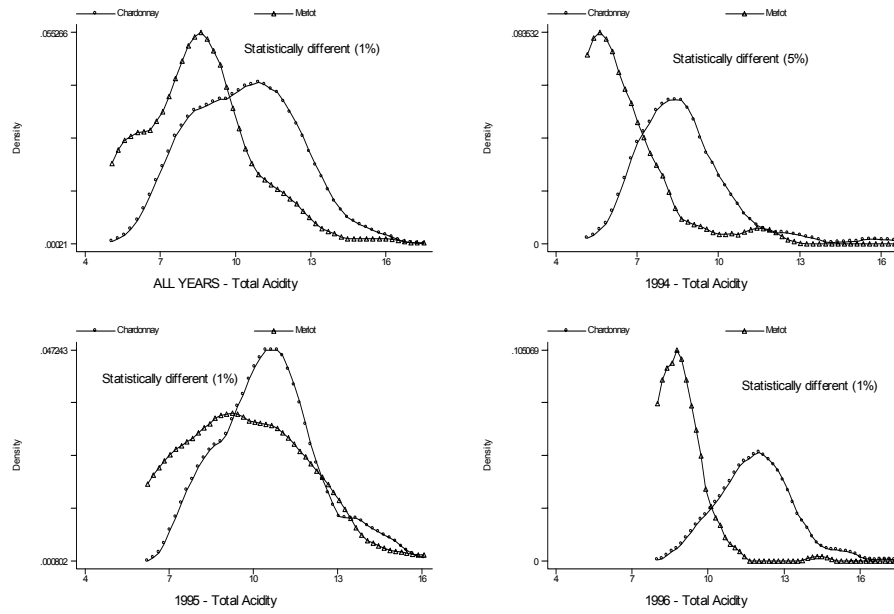 Chardonnay Merlot
.055266
Statistically different (1%)
Density
.00021
4 7 10 13
ALL YEARS - Total Acidity
Chardonnay Merlot
.093532
Statistically different (5%)
Density
0
4 7 10 13 16
1994 - Total Acidity
Chardonnay Merlot
.047243
Statistically different (1%)
Density
.000802
4 7 10 13 16
1995 - Total Acidity
Chardonnay Merlot
.105069
Statistically different (1%)
Density
0
4 7 10 13 16
1996 - Total Acidity